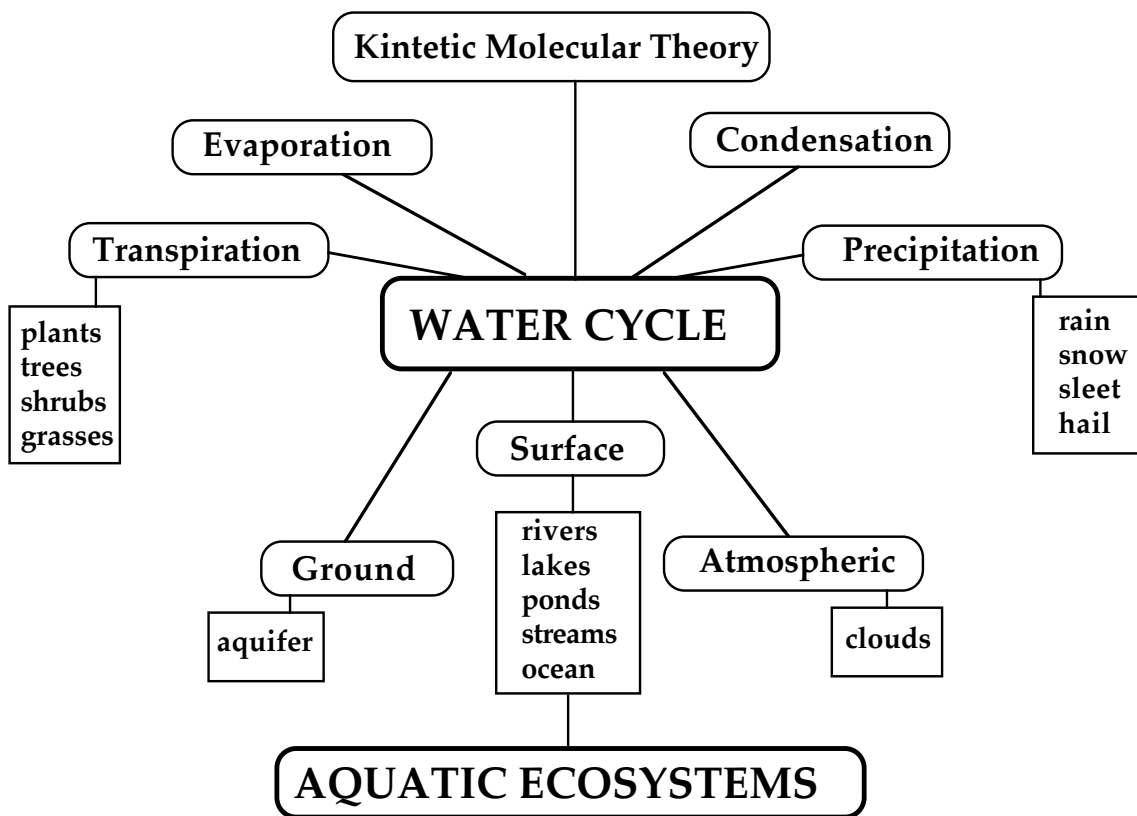 Kintetic Molecular Theory
Evaporation
Condensation
Transpiration
Precipitation
plants
trees
shrubs
grasses
WATER CYCLE
rain
snow
sleet
hail
Surface
Ground
aquifer
rivers
lakes
ponds
streams
ocean
Atmospheric
clouds
AQUATIC ECOSYSTEMS